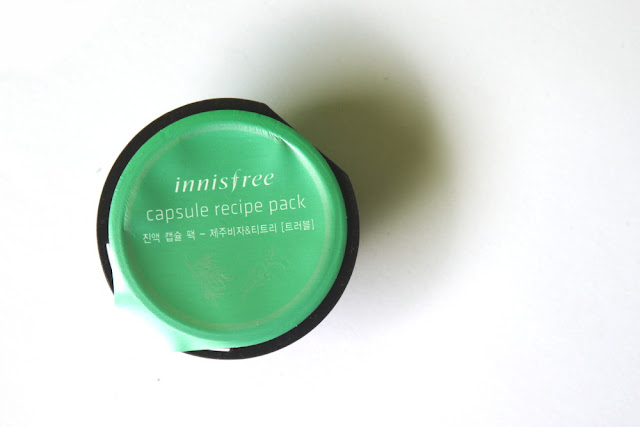 innisfree
capsule recipe pack
진액 캡슐 팩 – 제주비자&티트리 [트러블]